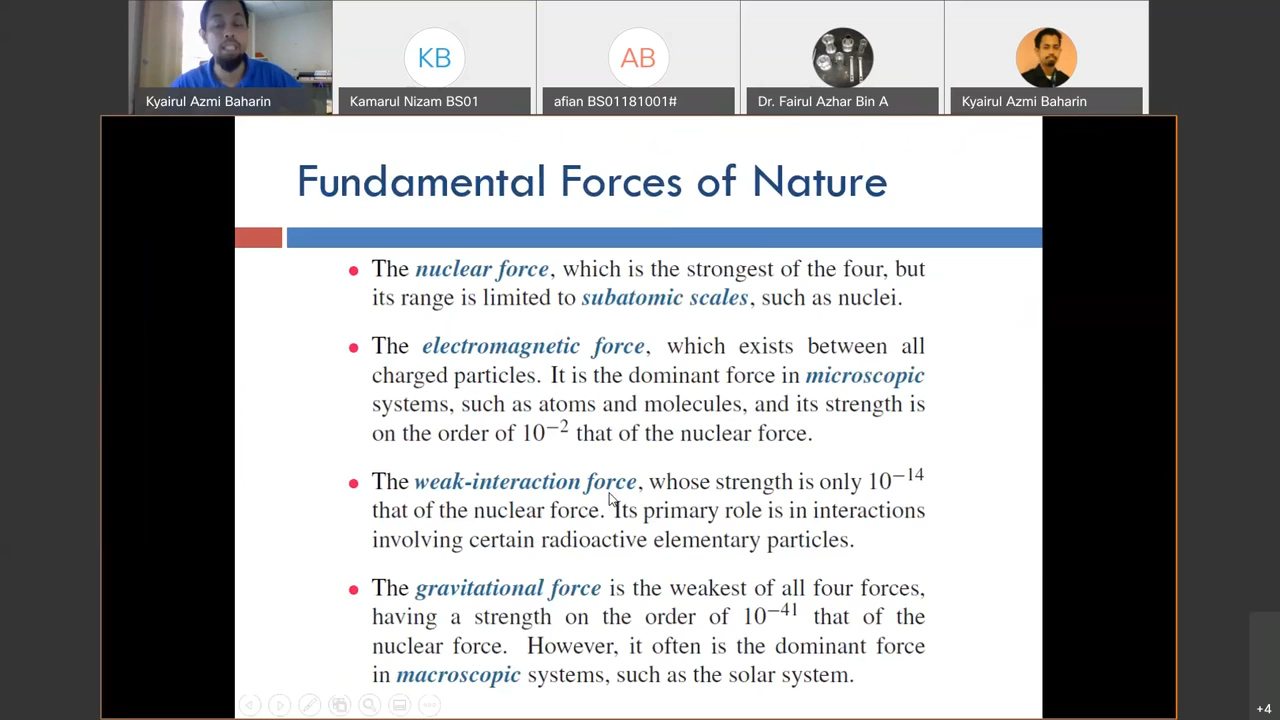 KB
AB
Kyairul Azmi Baharin
Kamarul Nizam BS01
afian BS01181001#
Dr. Fairul Azhar Bin A
Kyairul Azmi Baharin
Fundamental Forces of Nature
• The nuclear force, which is the strongest of the four, but
its range is limited to subatomic scales, such as nuclei.
• The electromagnetic force, which exists between all
charged particles. It is the dominant force in microscopic
systems, such as atoms and molecules, and its strength is
on the order of 10⁻² that of the nuclear force.
• The weak-interaction force, whose strength is only 10⁻¹⁴
that of the nuclear force. Its primary role is in interactions
involving certain radioactive elementary particles.
• The gravitational force is the weakest of all four forces,
having a strength on the order of 10⁻⁴¹ that of the
nuclear force. However, it often is the dominant force
in macroscopic systems, such as the solar system.
+4